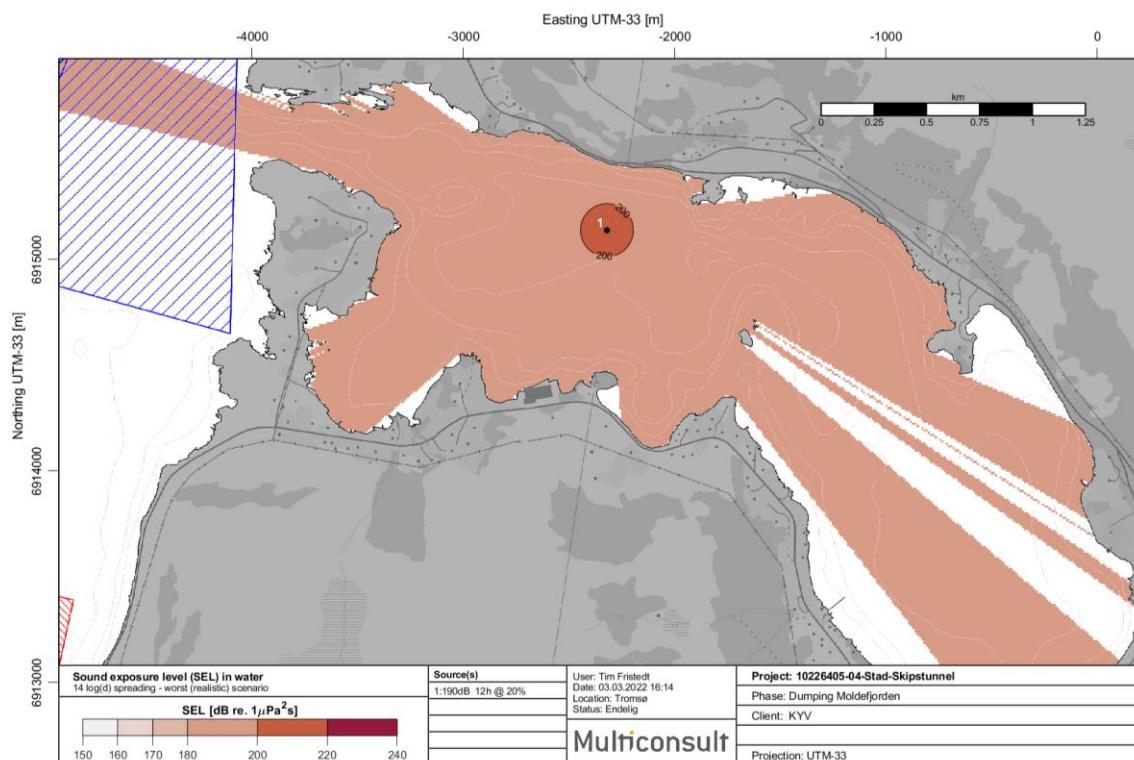 Easting UTM-33 [m]
-4000 -3000 -2000 -1000 0
km
0 0.25 0.5 0.75 1 1.25
Northing UTM-33 [m]
6915000
6914000
6913000
200
1
200
Sound exposure level (SEL) in water
14 log(d) spreading - worst (realistic) scenario
SEL [dB re. 1μPa²s]
150 160 170 180 200 220 240
Source(s)
1:190dB 12h @ 20%
User: Tim Fristedt
Date: 03.03.2022 16:14
Location: Tromsø
Status: Endelig
Multiconsult
Project: 10226405-04-Stad-Skipstunnel
Phase: Dumping Moldefjorden
Client: KYV
Projection: UTM-33